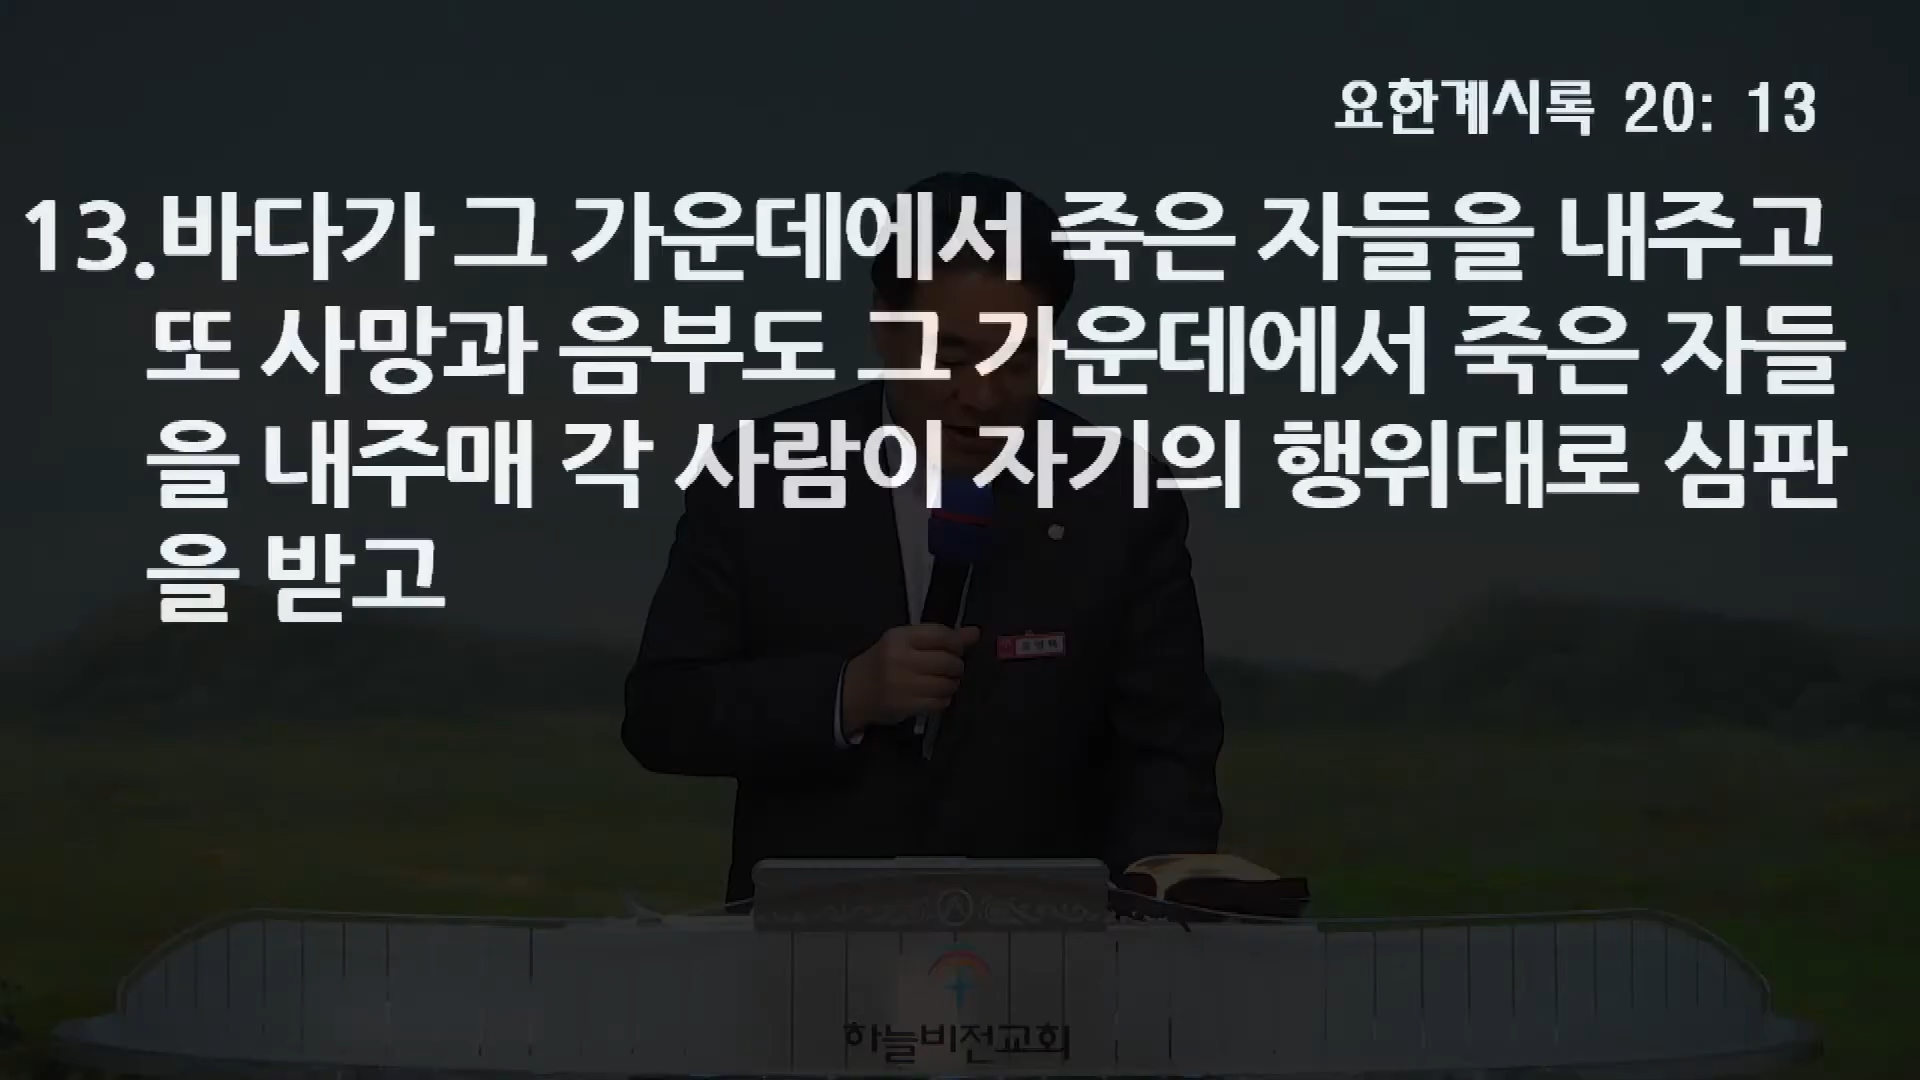 요한계시록 20: 13
13.바다가 그 가운데에서 죽은 자들을 내주고
또 사망과 음부도 그 가운데에서 죽은 자들
을 내주매 각 사람이 자기의 행위대로 심판
을 받고
하늘비전교회